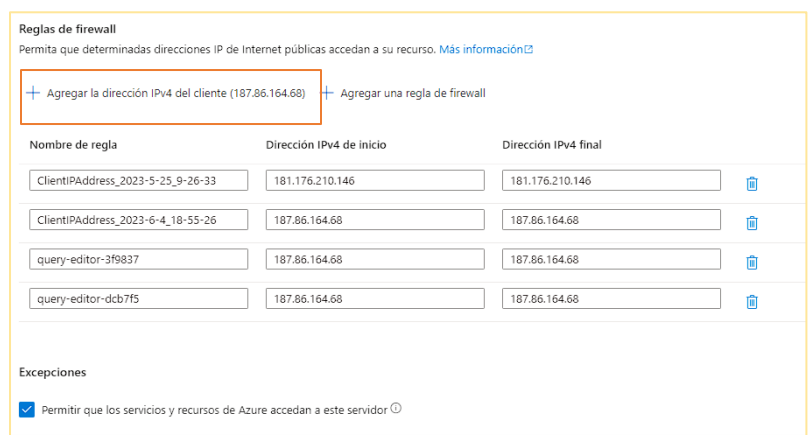 Reglas de firewall
Permita que determinadas direcciones IP de Internet públicas accedan a su recurso. Más información
Agregar la dirección IPv4 del cliente (187.86.164.68) Agregar una regla de firewall
Nombre de regla Dirección IPv4 de inicio Dirección IPv4 final
ClientIPAddress_2023-5-25_9-26-33 181.176.210.146 181.176.210.146
ClientIPAddress_2023-6-4_18-55-26 187.86.164.68 187.86.164.68
query-editor-3f9837 187.86.164.68 187.86.164.68
query-editor-dcb7f5 187.86.164.68 187.86.164.68
Excepciones
Permitir que los servicios y recursos de Azure accedan a este servidor